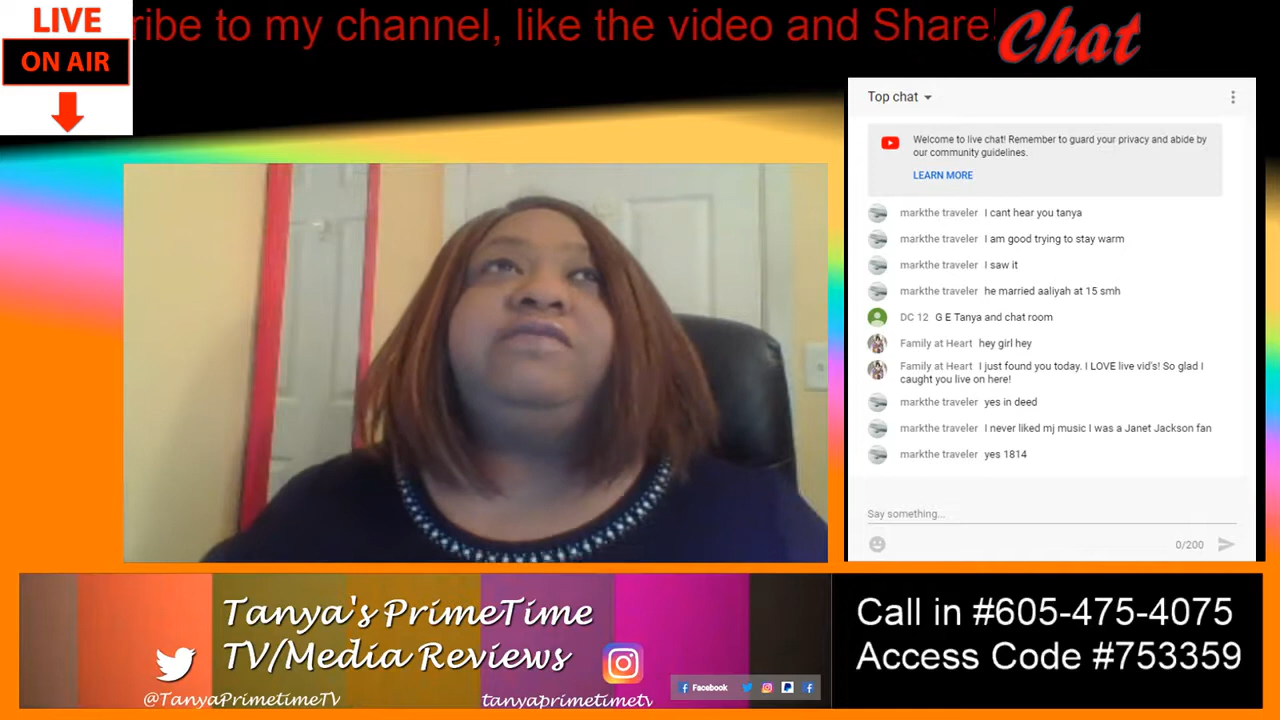 LIVE
ON AIR
ribe to my channel, like the video and Share!
Chat
Top chat
Welcome to live chat! Remember to guard your privacy and abide by
our community guidelines.
LEARN MORE
markthe traveler I cant hear you tanya
markthe traveler I am good trying to stay warm
markthe traveler I saw it
markthe traveler he married aaliyah at 15 smh
DC 12 G E Tanya and chat room
Family at Heart hey girl hey
Family at Heart I just found you today. I LOVE live vid's! So glad I
caught you live on here!
markthe traveler yes in deed
markthe traveler I never liked mj music I was a Janet Jackson fan
markthe traveler yes 1814
Say something...
0/200
Tanya's PrimeTime
TV/Media Reviews
@TanyaPrimetimeTV
tanyaprimetimetv
Facebook
Call in #605-475-4075
Access Code #753359